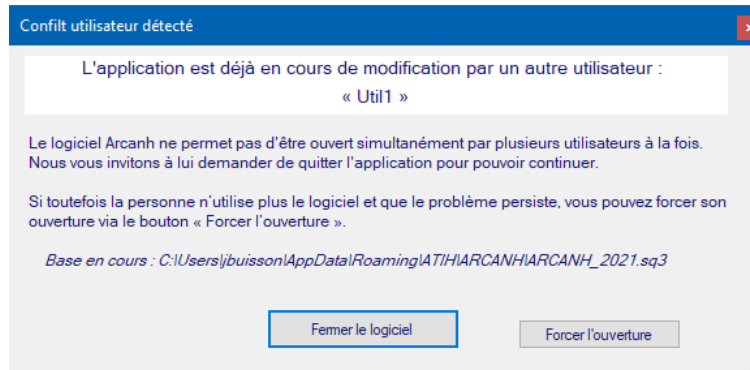 Confilt utilisateur détecté
L'application est déjà en cours de modification par un autre utilisateur :
« Util1 »
Le logiciel Arcanh ne permet pas d'être ouvert simultanément par plusieurs utilisateurs à la fois.
Nous vous invitons à lui demander de quitter l'application pour pouvoir continuer.
Si toutefois la personne n'utilise plus le logiciel et que le problème persiste, vous pouvez forcer son
ouverture via le bouton « Forcer l'ouverture ».
Base en cours : C:\Users\jbuisson\AppData\Roaming\ATIH\ARCANH\ARCANH_2021.sq3
Fermer le logiciel
Forcer l'ouverture